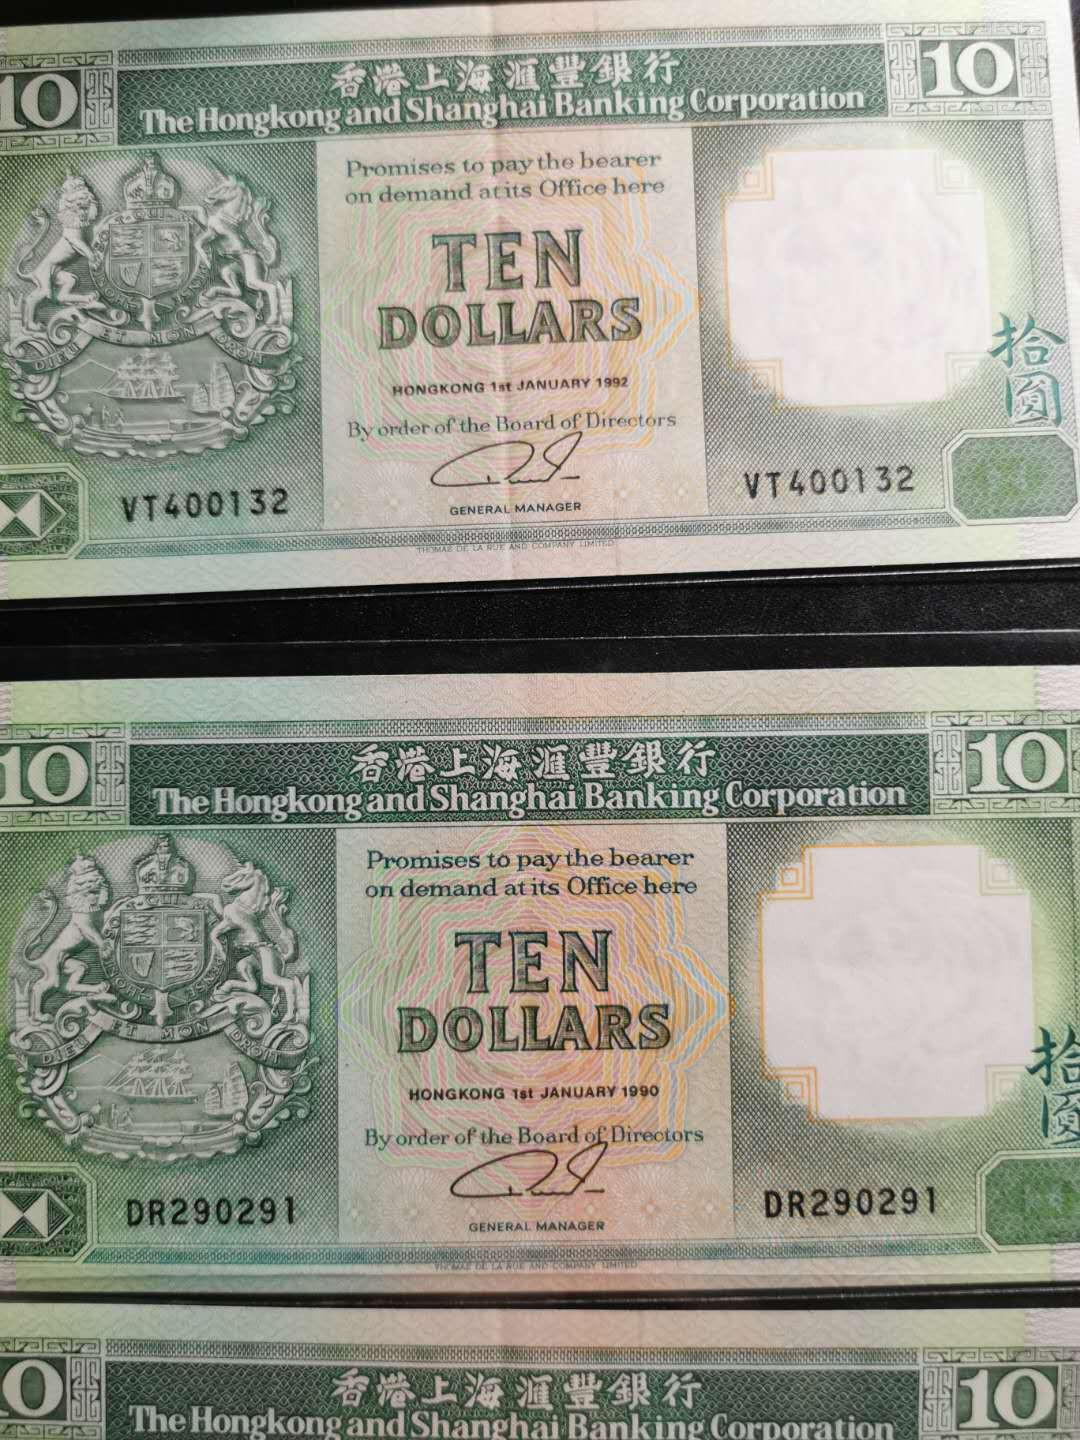 10 香港上海滙豐銀行 10
The Hongkong and Shanghai Banking Corporation
Promises to pay the bearer
on demand at its Office here
TEN
DOLLARS
拾圓
DIEU ET MON DROIT
HONGKONG 1st JANUARY 1992
By order of the Board of Directors
VT400132 VT400132
GENERAL MANAGER
THOMAS DE LA RUE AND COMPANY LIMITED
10 香港上海滙豐銀行 10
The Hongkong and Shanghai Banking Corporation
Promises to pay the bearer
on demand at its Office here
TEN
DOLLARS
DIEU ET MON DROIT
拾圓
HONGKONG 1st JANUARY 1990
By order of the Board of Directors
DR290291 DR290291
GENERAL MANAGER
THOMAS DE LA RUE AND COMPANY LIMITED
10 香港上海滙豐銀行 10
The Hongkong and Shanghai Banking Corporation